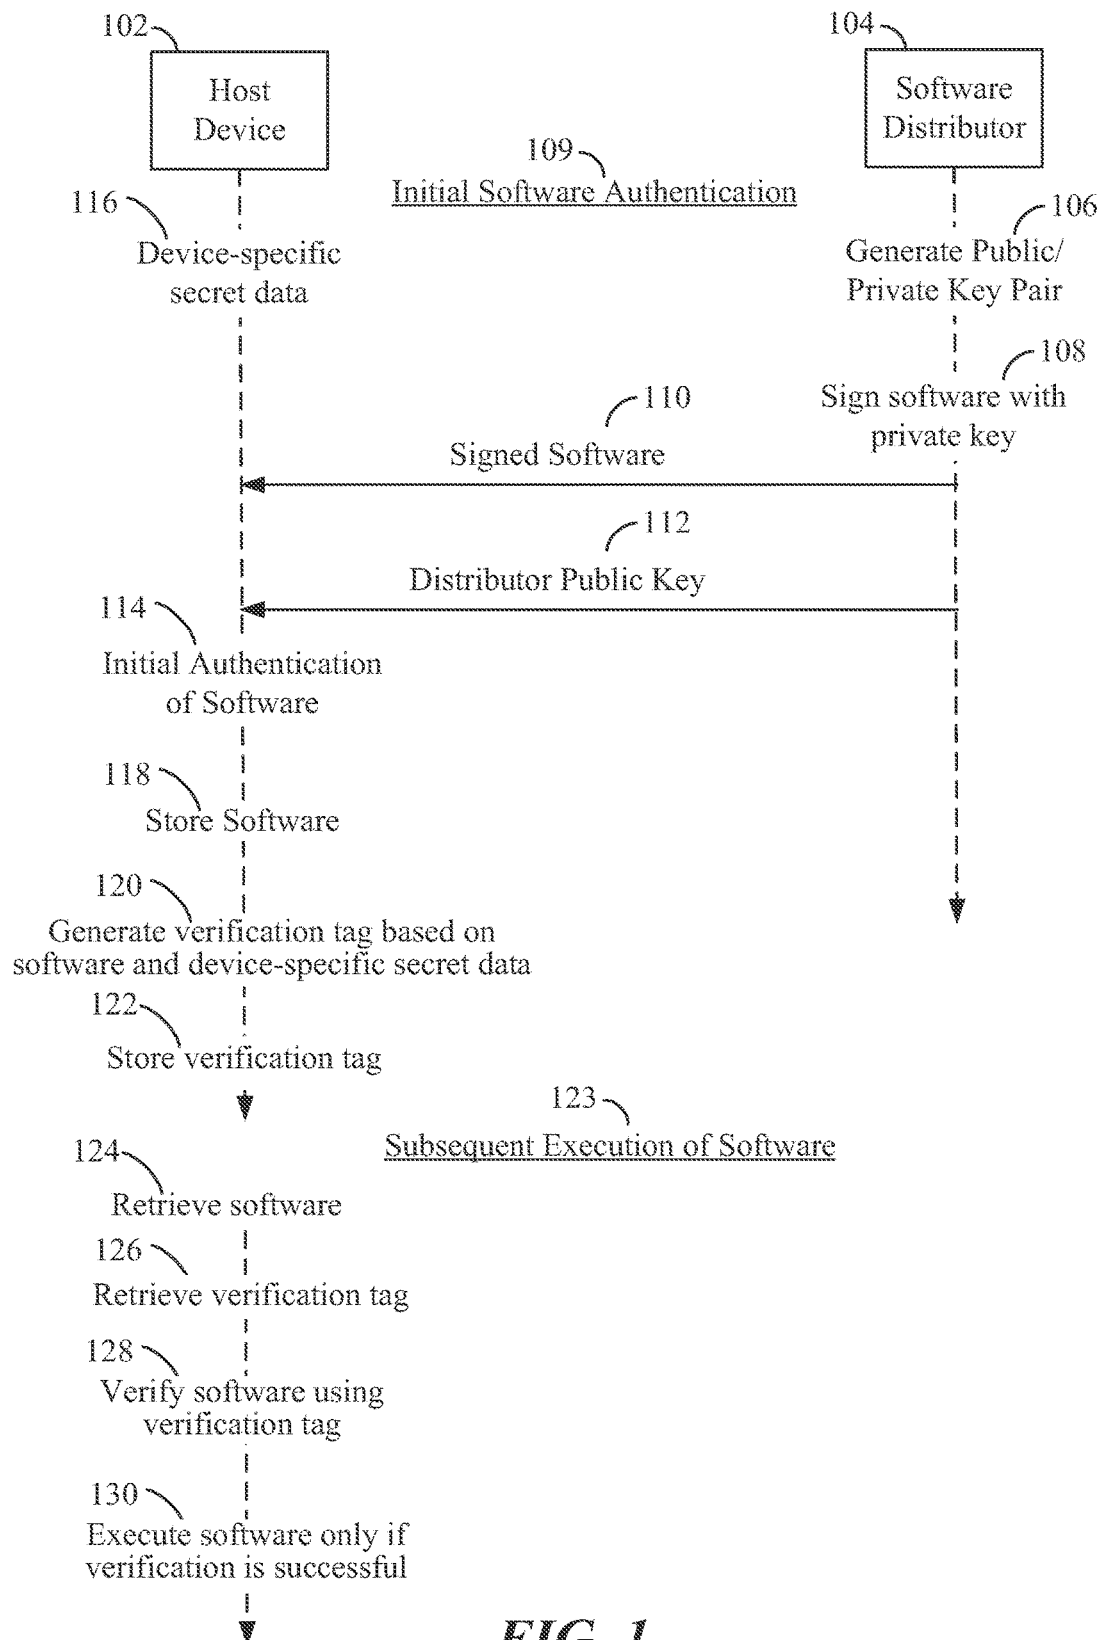 102
104
Host
Device
Software
Distributor
109
Initial Software Authentication
116
Device-specific
secret data
106
Generate Public/
Private Key Pair
108
Sign software with
private key
110
Signed Software
112
Distributor Public Key
114
Initial Authentication
of Software
118
Store Software
120
Generate verification tag based on
software and device-specific secret data
122
Store verification tag
123
Subsequent Execution of Software
124
Retrieve software
126
Retrieve verification tag
128
Verify software using
verification tag
130
Execute software only if
verification is successful
FIG. 1